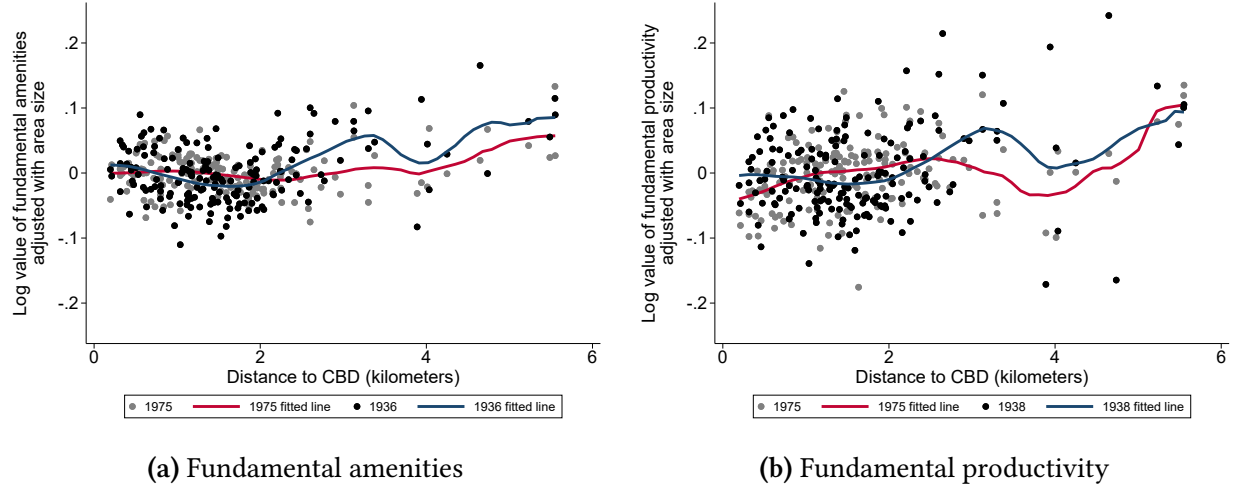 Log value of fundamental amenities
adjusted with area size
.2
.1
0
-.1
-.2
0
2
4
6
Distance to CBD (kilometers)
1975
1975 fitted line
1936
1936 fitted line
(a) Fundamental amenities
Log value of fundamental productivity
adjusted with area size
.2
.1
0
-.1
-.2
0
2
4
6
Distance to CBD (kilometers)
1975
1975 fitted line
1938
1938 fitted line
(b) Fundamental productivity